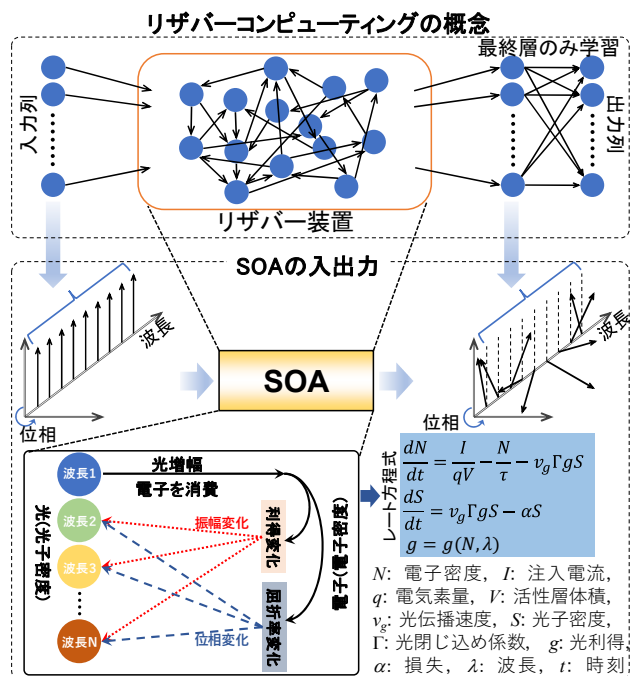 リザバーコンピューティングの概念
最終層のみ学習
入力列
出力列
リザバー装置
SOAの入出力
波長
位相
SOA
波長
位相
波長1
光増幅
電子を消費
波長2
振幅変化
利得変化
波長3
光(光子密度)
電子(電子密度)
屈折率変化
位相変化
波長N
レート方程式
dN/dt = I/qV − N/τ − v_gΓgS
dS/dt = v_gΓgS − αS
g = g(N, λ)
N: 電子密度, I: 注入電流,
q: 電気素量, V: 活性層体積,
v_g: 光伝播速度, S: 光子密度,
Γ: 光閉じ込め係数, g: 光利得,
α: 損失, λ: 波長, t: 時刻